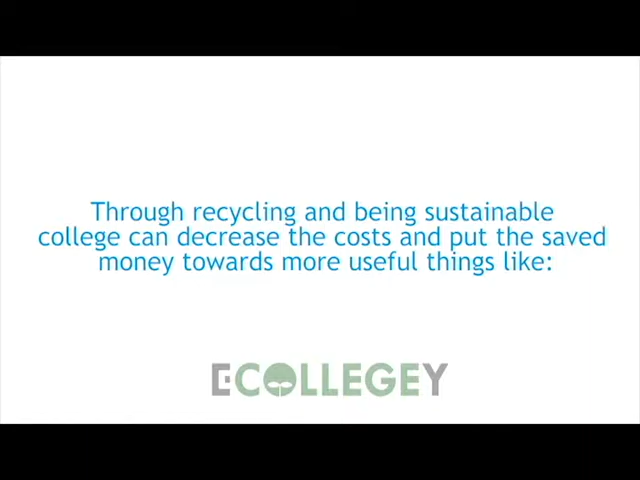 Through recycling and being sustainable
college can decrease the costs and put the saved
money towards more useful things like:
ECOLLEGEY